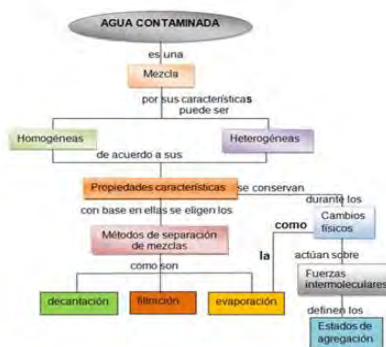 AGUA CONTAMINADA
es una
Mezcla
por sus características
puede ser
Homogéneas
Heterogéneas
de acuerdo a sus
Propiedades características
se conservan
durante los
con base en ellas se eligen los
Cambios
físicos
como
Métodos de separación
de mezclas
la
actúan sobre
como son
Fuerzas
intermoleculares
decantación
filtración
evaporación
definen los
Estados de
agregación